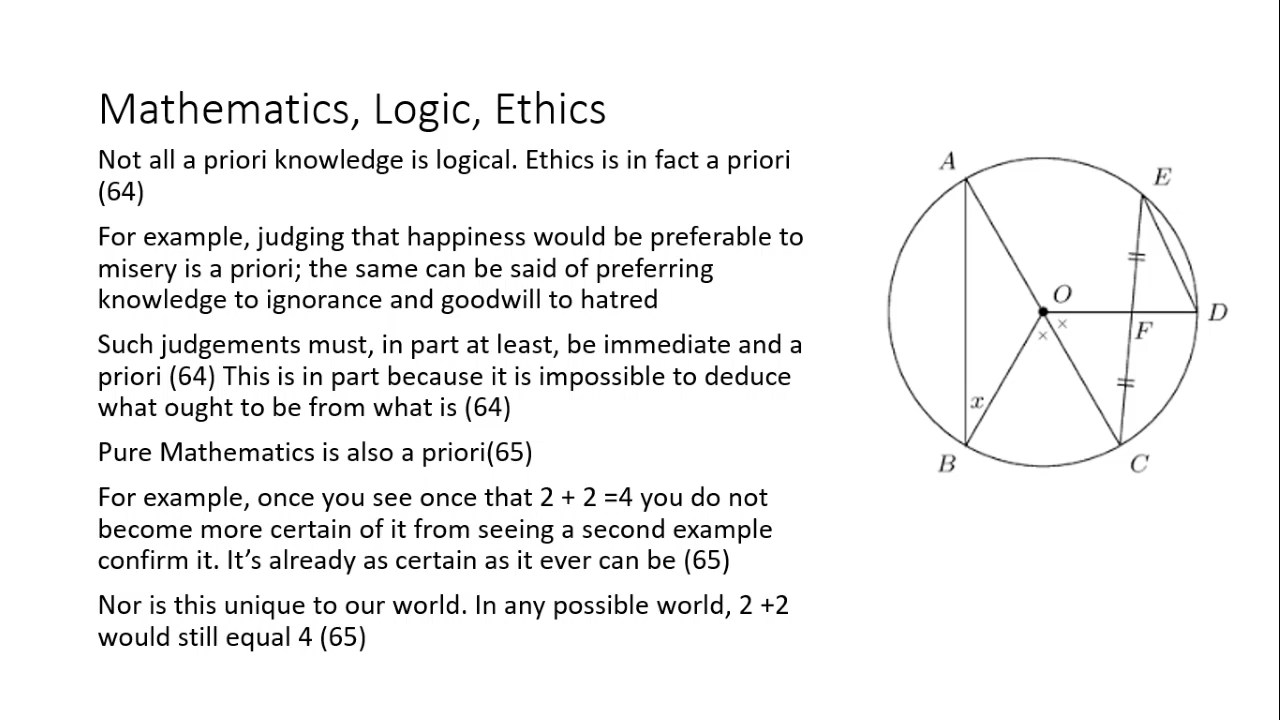 Mathematics, Logic, Ethics
Not all a priori knowledge is logical. Ethics is in fact a priori
(64)
For example, judging that happiness would be preferable to
misery is a priori; the same can be said of preferring
knowledge to ignorance and goodwill to hatred
Such judgements must, in part at least, be immediate and a
priori (64) This is in part because it is impossible to deduce
what ought to be from what is (64)
Pure Mathematics is also a priori(65)
For example, once you see once that 2 + 2 =4 you do not
become more certain of it from seeing a second example
confirm it. It’s already as certain as it ever can be (65)
Nor is this unique to our world. In any possible world, 2 +2
would still equal 4 (65)
A
E
O
D
×
×
F
x
B
C